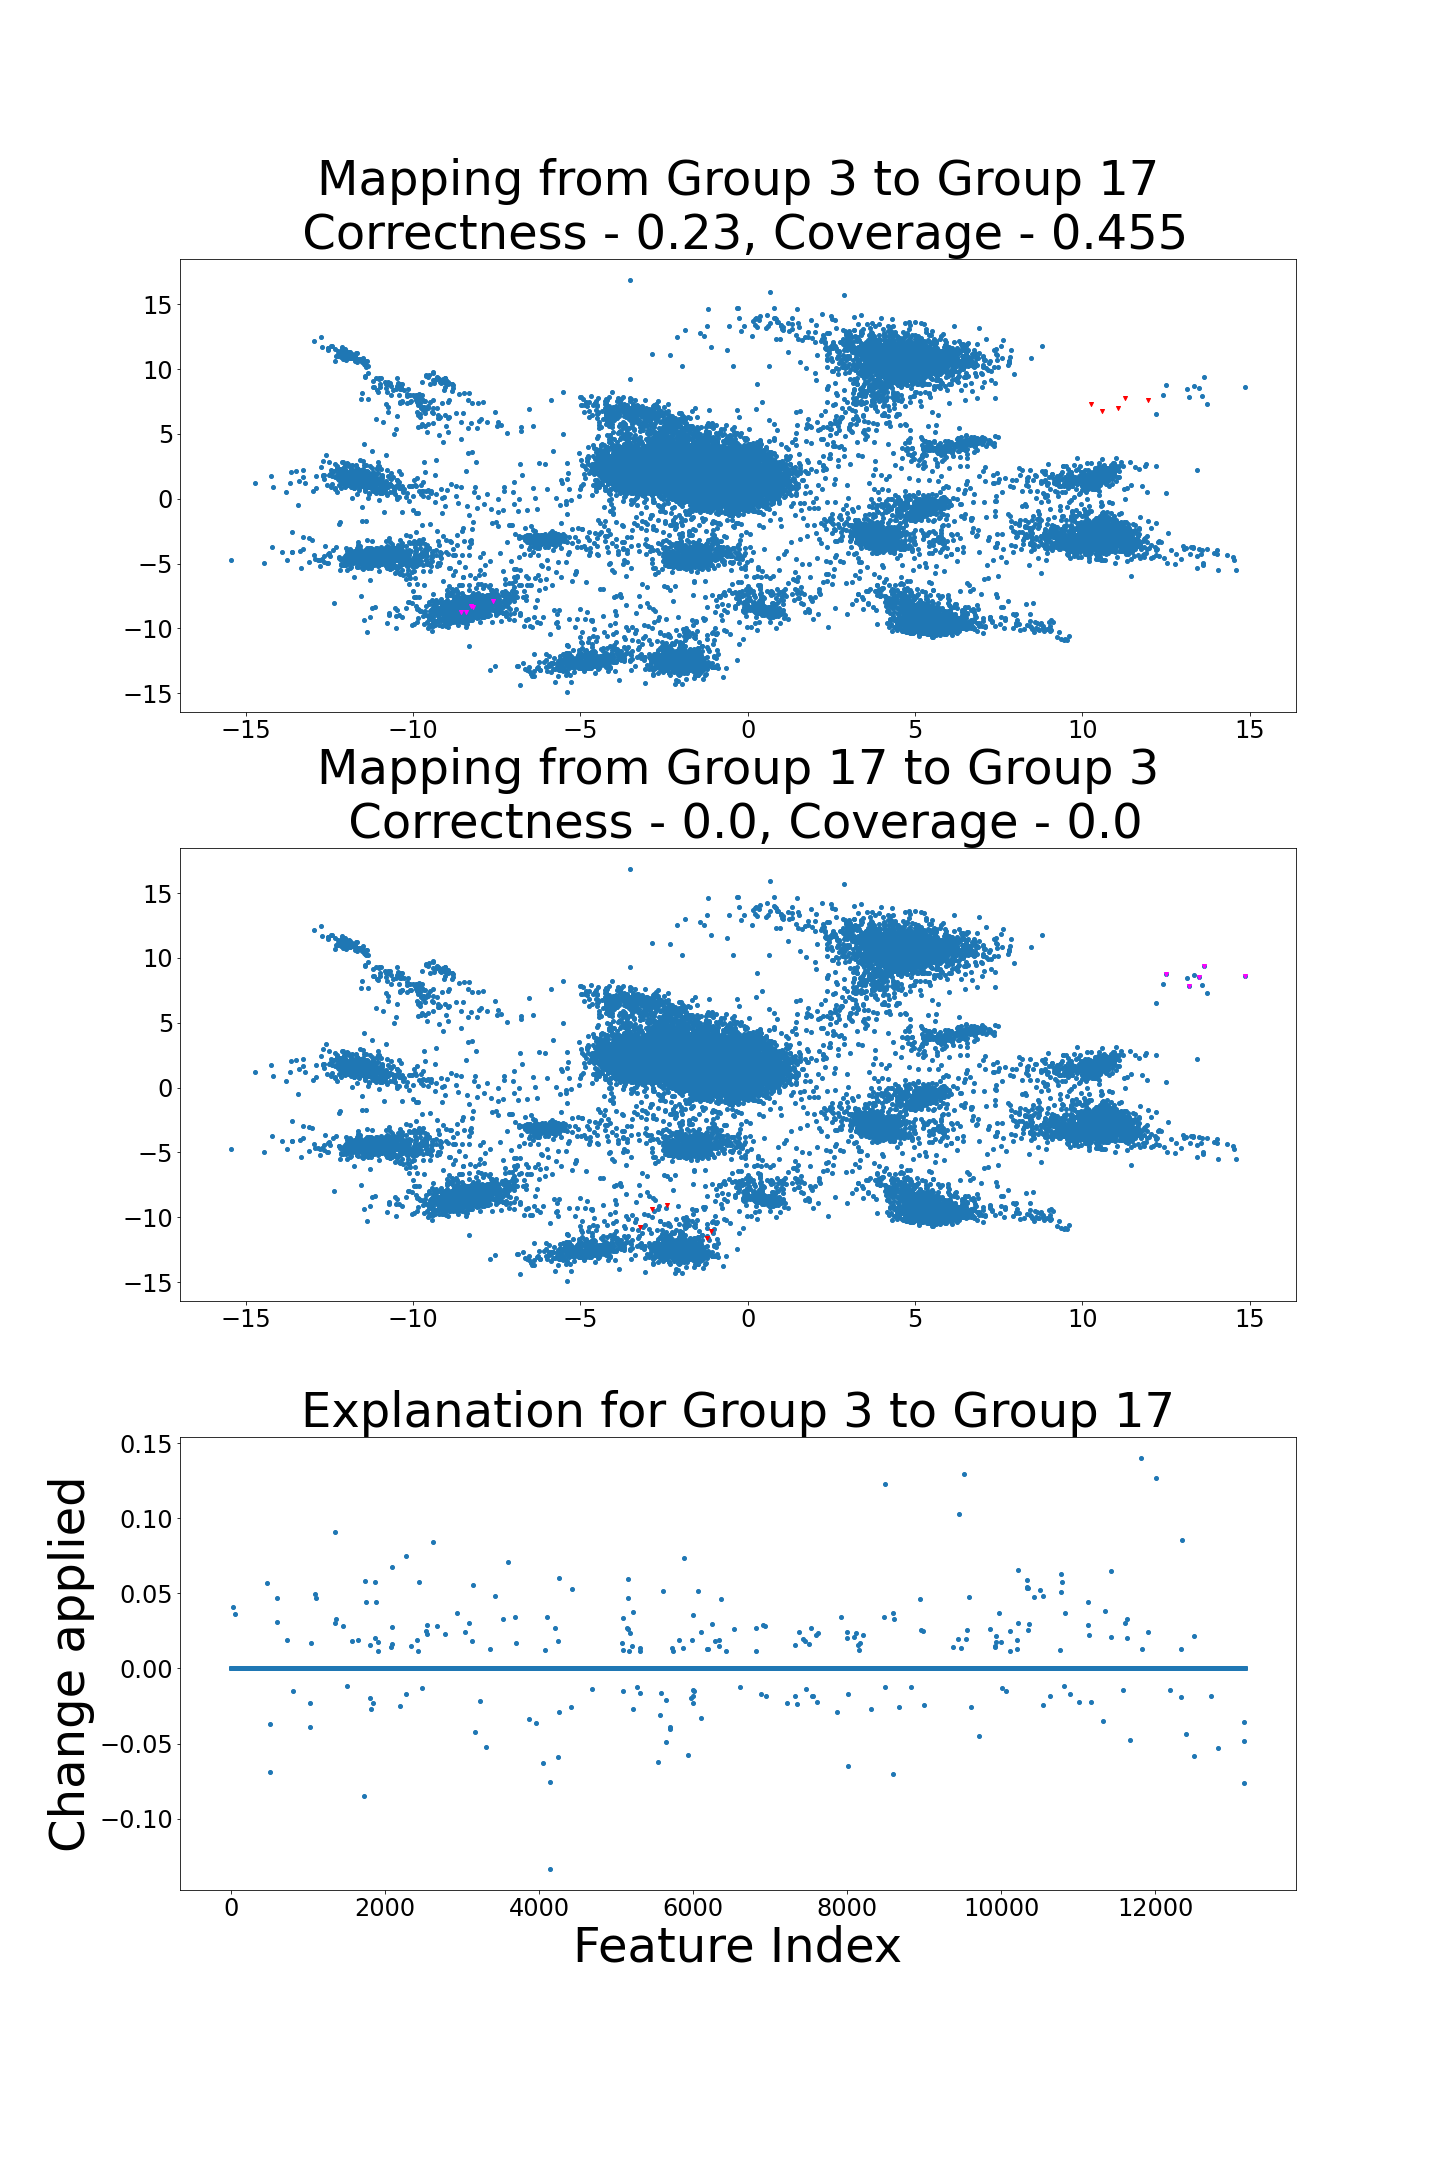 Mapping from Group 3 to Group 17
Correctness - 0.23, Coverage - 0.455
15
10
5
0
−5
−10
−15
−15 −10 −5 0 5 10 15
Mapping from Group 17 to Group 3
Correctness - 0.0, Coverage - 0.0
15
10
5
0
−5
−10
−15
−15 −10 −5 0 5 10 15
Explanation for Group 3 to Group 17
Change applied
0.15
0.10
0.05
0.00
−0.05
−0.10
0 2000 4000 6000 8000 10000 12000
Feature Index